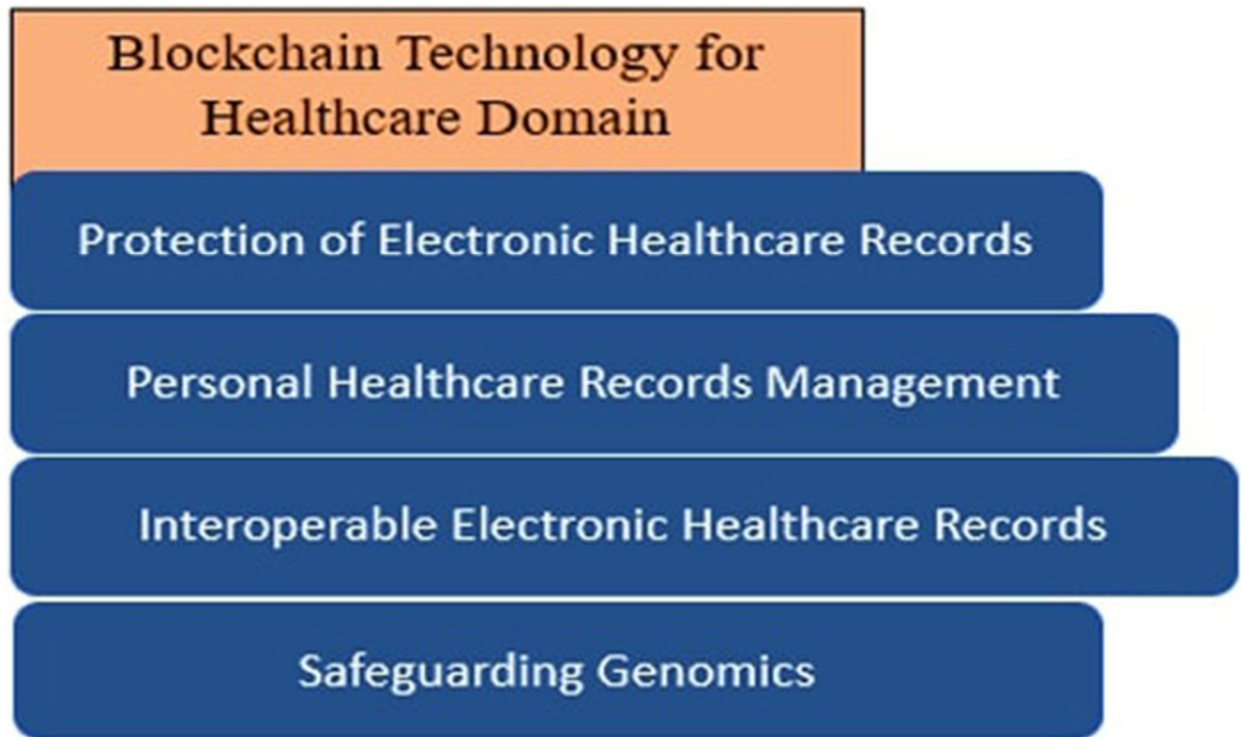 Blockchain Technology for
Healthcare Domain
Protection of Electronic Healthcare Records
Personal Healthcare Records Management
Interoperable Electronic Healthcare Records
Safeguarding Genomics